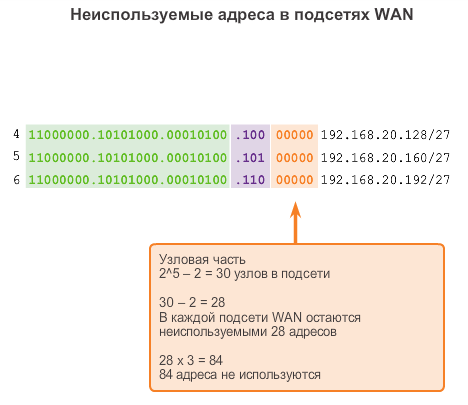 Неиспользуемые адреса в подсетях WAN
4 11000000.10101000.00010100 .100 00000 192.168.20.128/27
5 11000000.10101000.00010100 .101 00000 192.168.20.160/27
6 11000000.10101000.00010100 .110 00000 192.168.20.192/27
Узловая часть
2^5 – 2 = 30 узлов в подсети
30 – 2 = 28
В каждой подсети WAN остаются
неиспользуемыми 28 адресов
28 x 3 = 84
84 адреса не используются